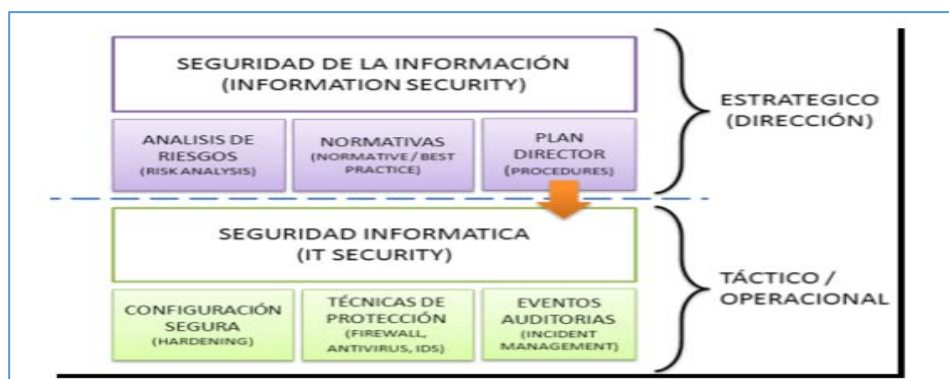 SEGURIDAD DE LA INFORMACIÓN
(INFORMATION SECURITY)
ANALISIS DE
RIESGOS
(RISK ANALYSIS)
NORMATIVAS
(NORMATIVE / BEST
PRACTICE)
PLAN
DIRECTOR
(PROCEDURES)
ESTRATEGICO
(DIRECCIÓN)
SEGURIDAD INFORMATICA
(IT SECURITY)
CONFIGURACIÓN
SEGURA
(HARDENING)
TÉCNICAS DE
PROTECCIÓN
(FIREWALL,
ANTIVIRUS, IDS)
EVENTOS
AUDITORIAS
(INCIDENT
MANAGEMENT)
TÁCTICO /
OPERACIONAL